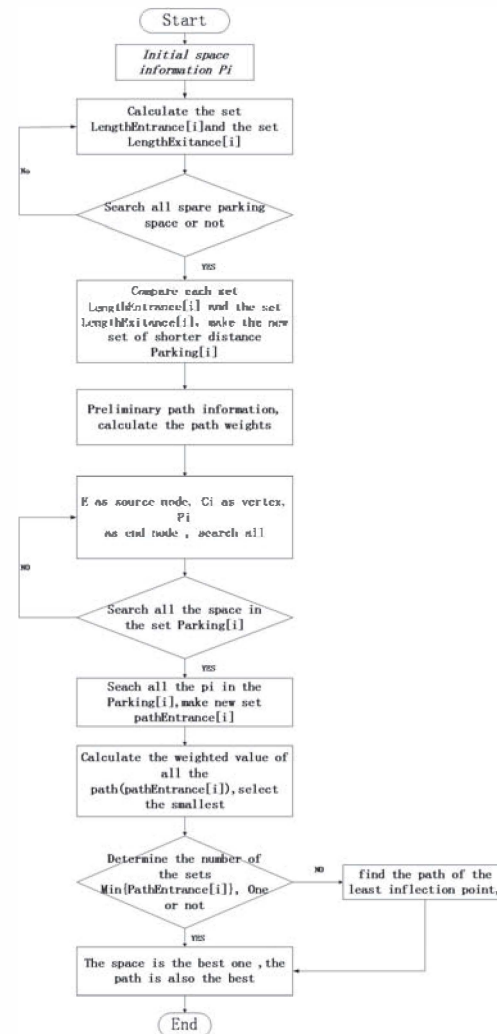 Start
Initial space
information Pi
Calculate the set
LengthEntrance[i]and the set
LengthExitance[i]
No
Search all spare parking
space or not
YES
Compare each set
LengthEntrance[i] and the set
LengthExitance[i], make the new
set of shorter distance
Parking[i]
Preliminary path information,
calculate the path weights
E as source node, Ci as vertex,
Pi
as end node , search all
NO
Search all the space in
the set Parking[i]
YES
Seach all the pi in the
Parking[i],make new set
pathEntrance[i]
Calculate the weighted value of
all the
path(pathEntrance[i]),select
the smallest
Determine the number of
the sets
Min{PathEntrance[i]}, One
or not
NO
find the path of the
least inflection point,
YES
The space is the best one ,the
path is also the best
End